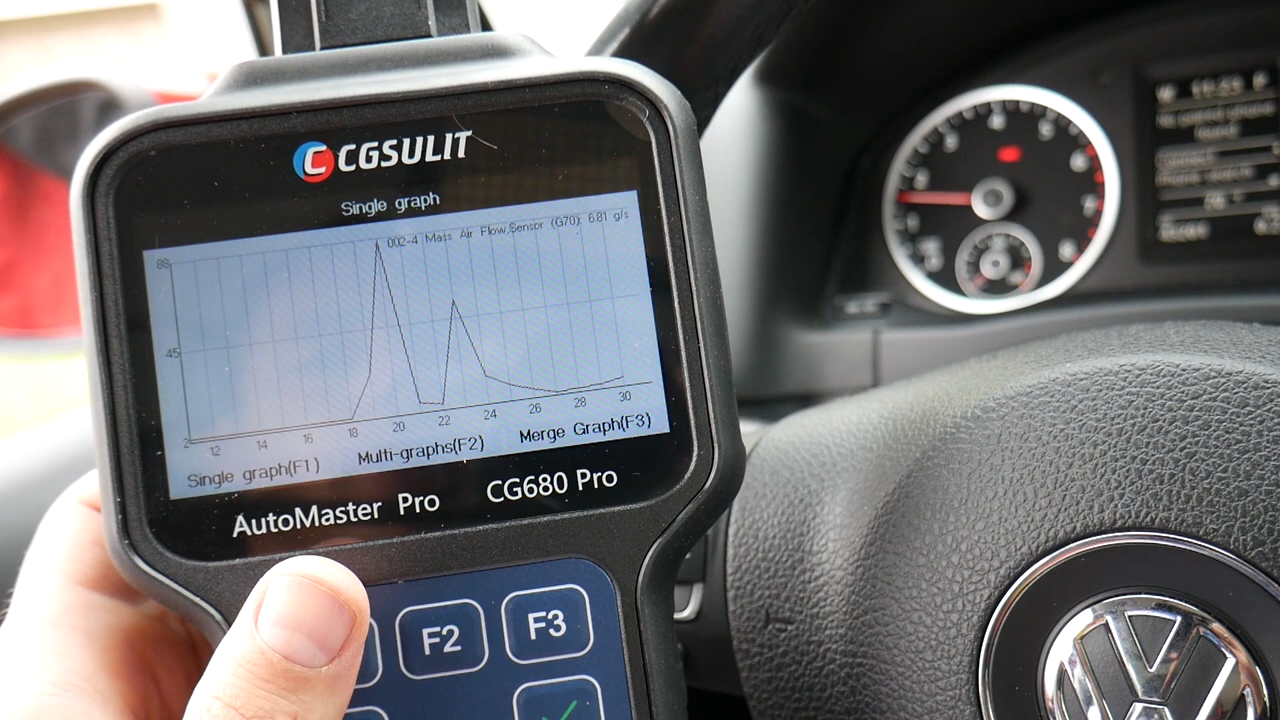 CGSULIT
Single graph
002-4 Mass Air Flow,Sensor (G70): 6.81 g/s
88
45
2
12 14 16 18 20 22 24 26 28 30
Single graph(F1) Multi-graphs(F2) Merge Graph(F3)
AutoMaster Pro CG680 Pro
F2 F3